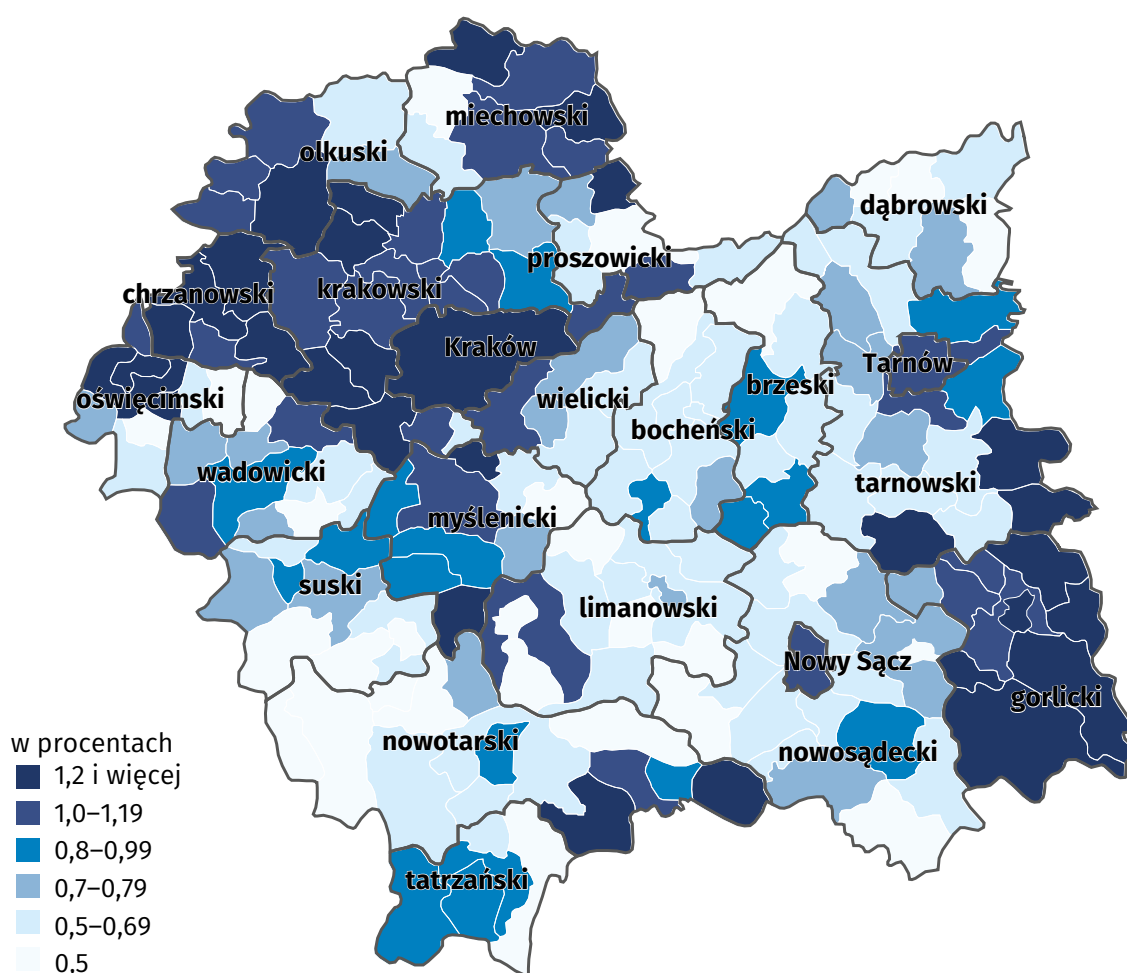 miechowski
olkuski
dąbrowski
proszowicki
chrzanowski
krakowski
Kraków
Tarnów
brzeski
oświęcimski
wielicki
bocheński
wadowicki
tarnowski
myślenicki
suski
limanowski
Nowy Sącz
gorlicki
nowotarski
nowosądecki
tatrzański
w procentach
1,2 i więcej
1,0–1,19
0,8–0,99
0,7–0,79
0,5–0,69
0,5